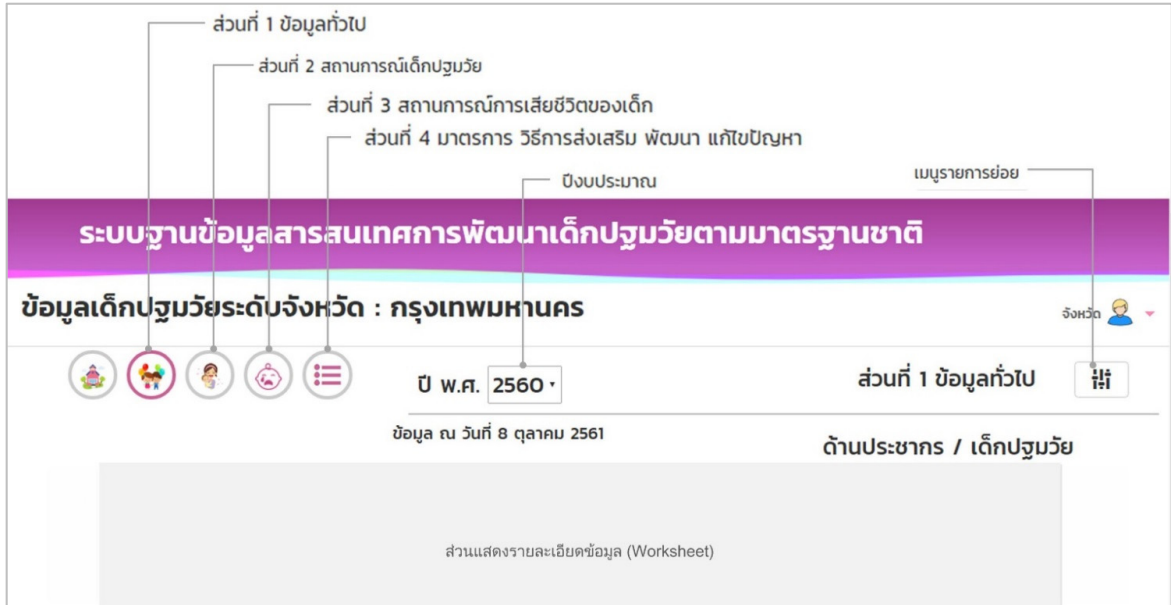 ส่วนที่ 1 ข้อมูลทั่วไป
ส่วนที่ 2 สถานการณ์เด็กปฐมวัย
ส่วนที่ 3 สถานการณ์การเสียชีวิตของเด็ก
ส่วนที่ 4 มาตรการ วิธีการส่งเสริม พัฒนา แก้ไขปัญหา
ปีงบประมาณ
เมนูรายการย่อย
ระบบฐานข้อมูลสารสนเทศการพัฒนาเด็กปฐมวัยตามมาตรฐานชาติ
ข้อมูลเด็กปฐมวัยระดับจังหวัด : กรุงเทพมหานคร
จังหวัด
ปี พ.ศ. 2560
ส่วนที่ 1 ข้อมูลทั่วไป
ข้อมูล ณ วันที่ 8 ตุลาคม 2561
ด้านประชากร / เด็กปฐมวัย
ส่วนแสดงรายละเอียดข้อมูล (Worksheet)